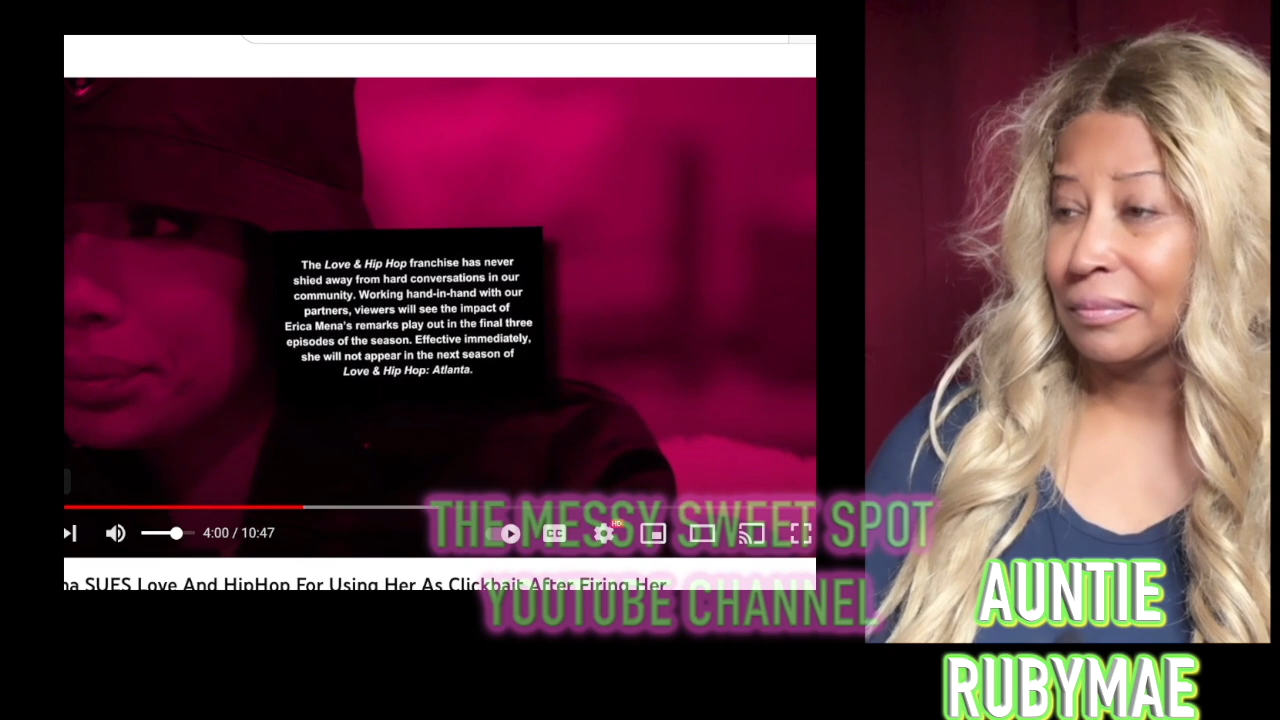 The Love & Hip Hop franchise has never
shied away from hard conversations in our
community. Working hand-in-hand with our
partners, viewers will see the impact of
Erica Mena's remarks play out in the final three
episodes of the season. Effective immediately,
she will not appear in the next season of
Love & Hip Hop: Atlanta.
4:00 / 10:47
CC
HD
THE MESSY SWEET SPOT
na SUES Love And HipHop For Using Her As Clickbait After Firing Her
YOUTUBE CHANNEL
AUNTIE
RUBYMAE